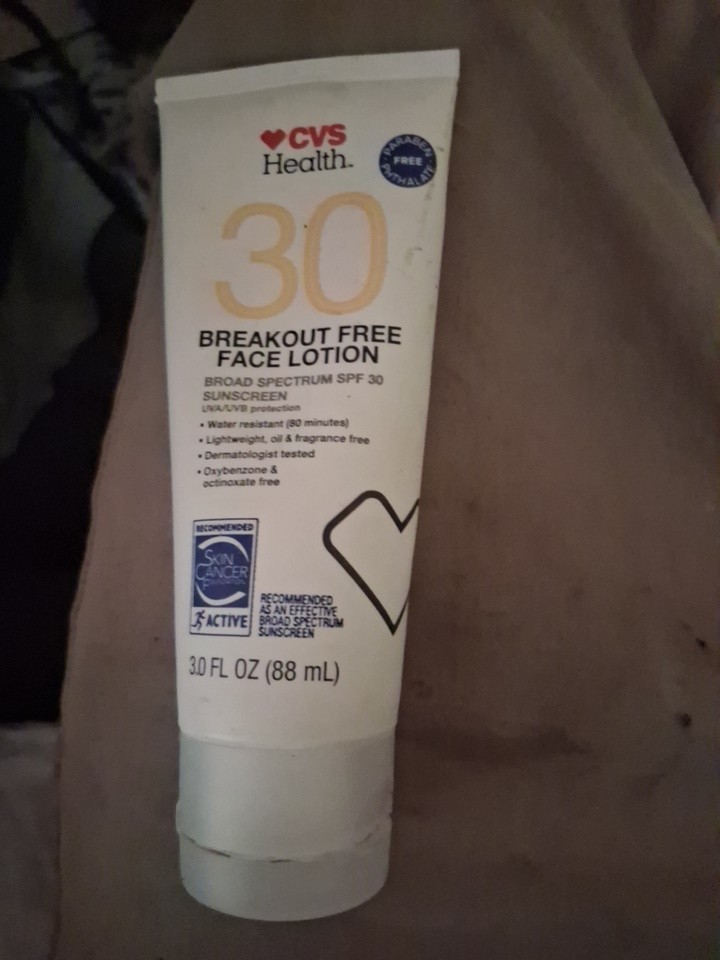 CVS
Health.
PARABEN
FREE
PHTHALATE
30
BREAKOUT FREE
FACE LOTION
BROAD SPECTRUM SPF 30
SUNSCREEN
UVA/UVB protection
• Water resistant (80 minutes)
• Lightweight, oil & fragrance free
• Dermatologist tested
• Oxybenzone &
octinoxate free
RECOMMENDED
SKIN
CANCER
FOUNDATION
ACTIVE
RECOMMENDED
AS AN EFFECTIVE
BROAD SPECTRUM
SUNSCREEN
3.0 FL OZ (88 mL)